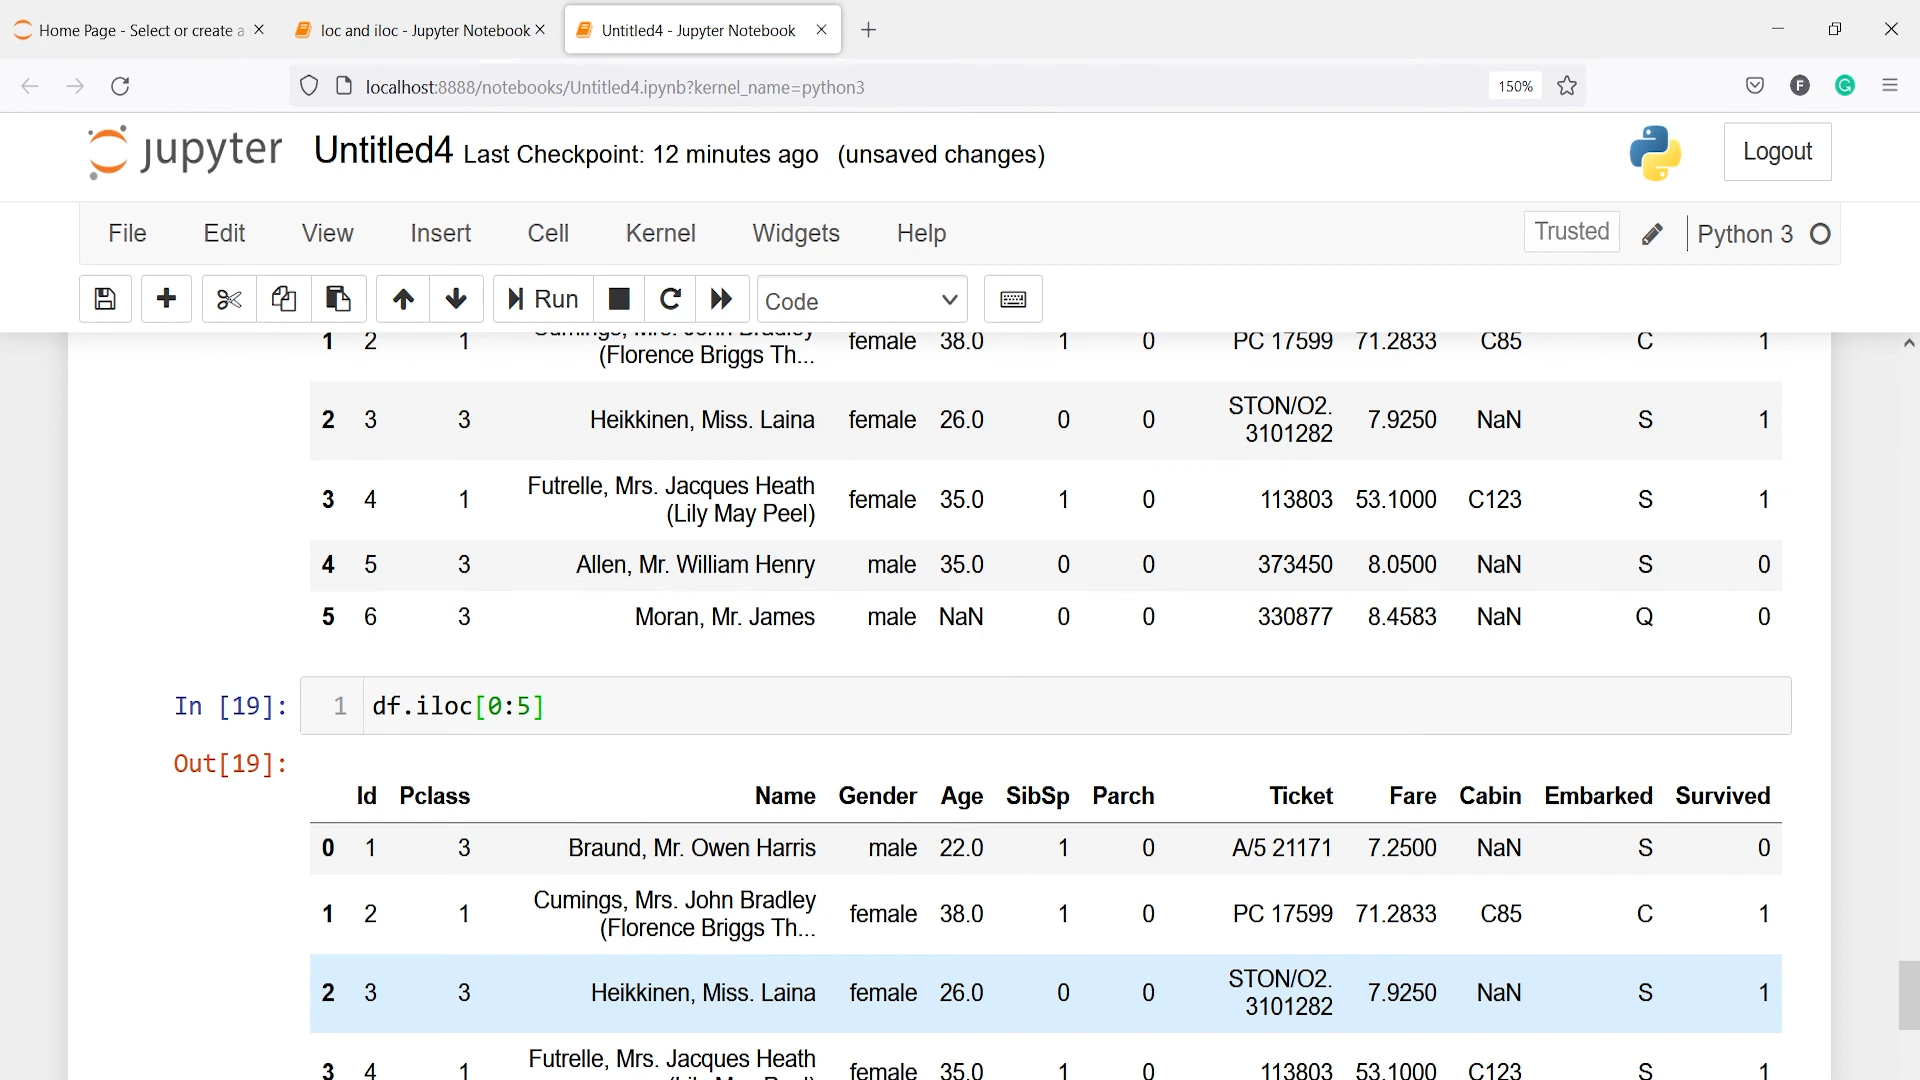 Home Page - Select or create a
loc and iloc - Jupyter Notebook
Untitled4 - Jupyter Notebook
localhost:8888/notebooks/Untitled4.ipynb?kernel_name=python3
150%
F
G
jupyter Untitled4 Last Checkpoint: 12 minutes ago (unsaved changes)
Logout
File Edit View Insert Cell Kernel Widgets Help
Trusted
Python 3
Run
Code
Cumings, Mrs. John Bradley
1 2 1 (Florence Briggs Th... female 38.0 1 0 PC 17599 71.2833 C85 C 1
2 3 3 Heikkinen, Miss. Laina female 26.0 0 0 STON/O2. 7.9250 NaN S 1
3101282
Futrelle, Mrs. Jacques Heath
3 4 1 (Lily May Peel) female 35.0 1 0 113803 53.1000 C123 S 1
4 5 3 Allen, Mr. William Henry male 35.0 0 0 373450 8.0500 NaN S 0
5 6 3 Moran, Mr. James male NaN 0 0 330877 8.4583 NaN Q 0
In [19]: 1 df.iloc[0:5]
Out[19]:
Id Pclass Name Gender Age SibSp Parch Ticket Fare Cabin Embarked Survived
0 1 3 Braund, Mr. Owen Harris male 22.0 1 0 A/5 21171 7.2500 NaN S 0
Cumings, Mrs. John Bradley
1 2 1 (Florence Briggs Th... female 38.0 1 0 PC 17599 71.2833 C85 C 1
2 3 3 Heikkinen, Miss. Laina female 26.0 0 0 STON/O2. 7.9250 NaN S 1
3101282
Futrelle, Mrs. Jacques Heath
3 4 1 female 35.0 1 0 113803 53.1000 C123 S 1